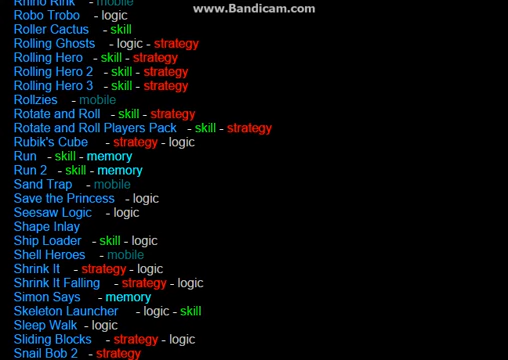 www.Bandicam.com
Rhino Rink - mobile
Robo Trobo - logic
Roller Cactus - skill
Rolling Ghosts - logic - strategy
Rolling Hero - skill - strategy
Rolling Hero 2 - skill - strategy
Rolling Hero 3 - skill - strategy
Rollzies - mobile
Rotate and Roll - skill - strategy
Rotate and Roll Players Pack - skill - strategy
Rubik's Cube - strategy - logic
Run - skill - memory
Run 2 - skill - memory
Sand Trap - mobile
Save the Princess - logic
Seesaw Logic - logic
Shape Inlay
Ship Loader - skill - logic
Shell Heroes - mobile
Shrink It - strategy - logic
Shrink It Falling - strategy - logic
Simon Says - memory
Skeleton Launcher - logic - skill
Sleep Walk - logic
Sliding Blocks - strategy - logic
Snail Bob 2 - strategy